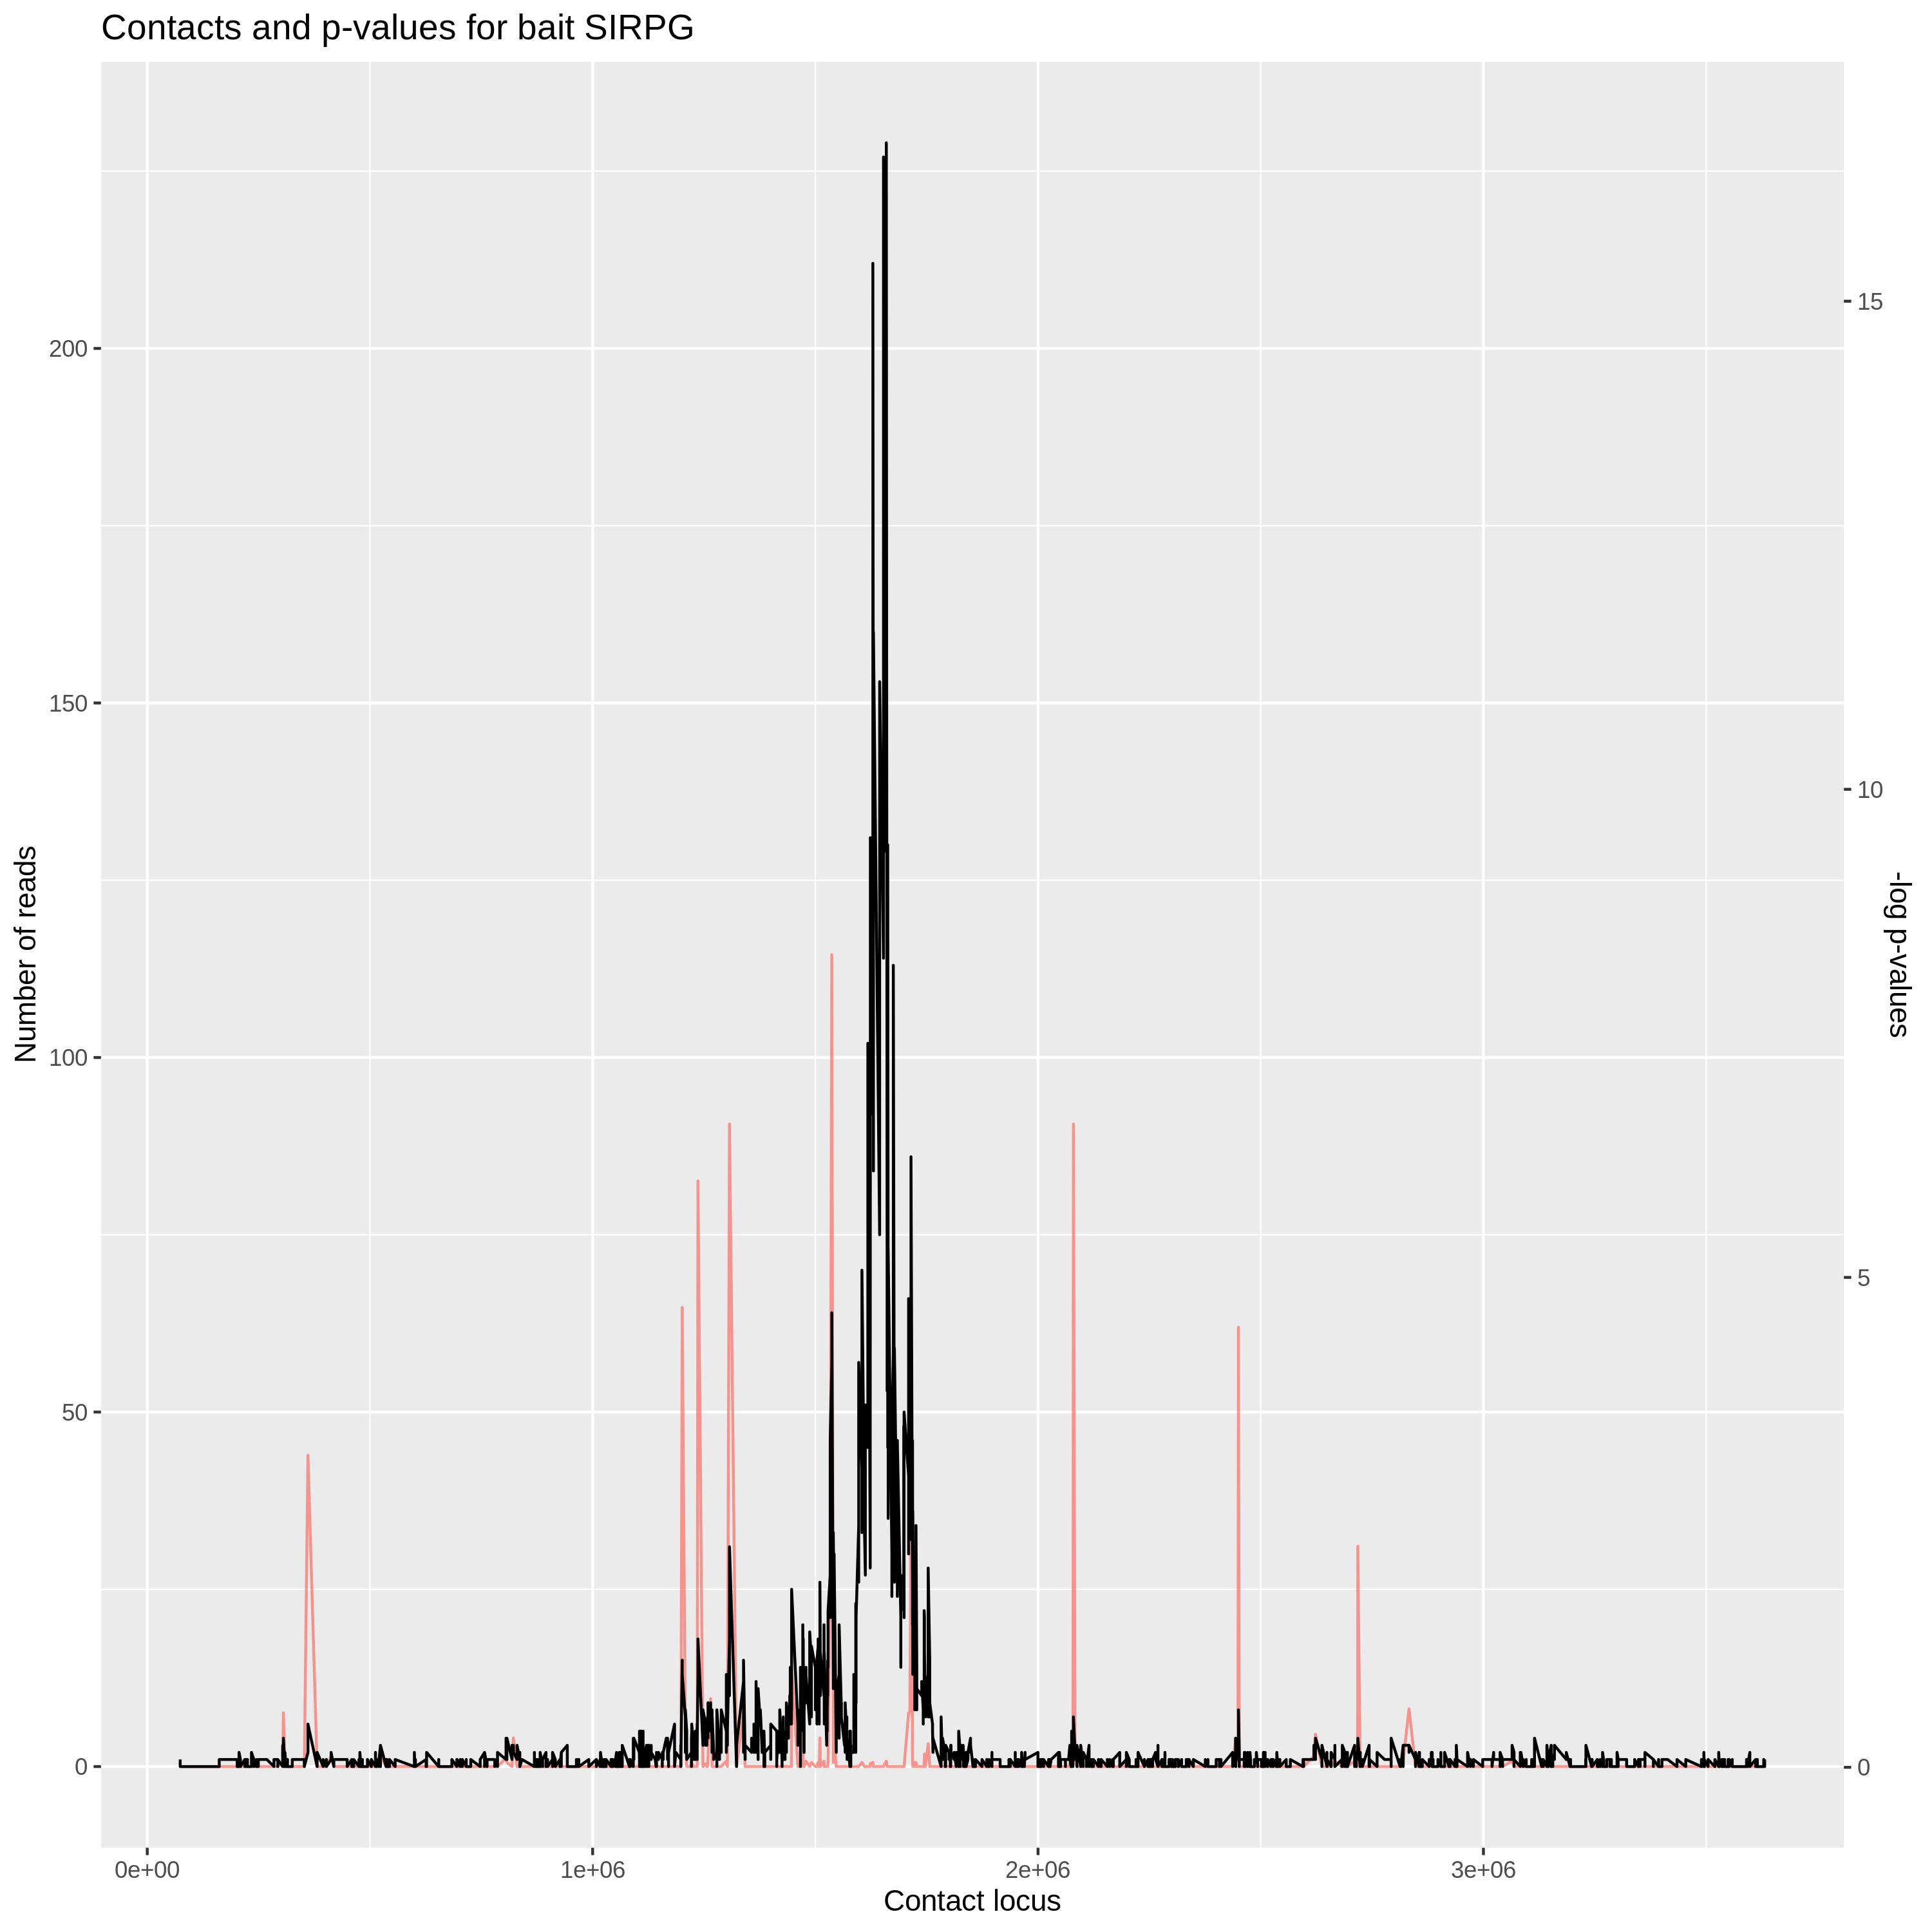 Contacts and p-values for bait SIRPG
Number of reads
200
150
100
50
0
15
10
5
0
-log p-values
0e+00
1e+06
2e+06
3e+06
Contact locus